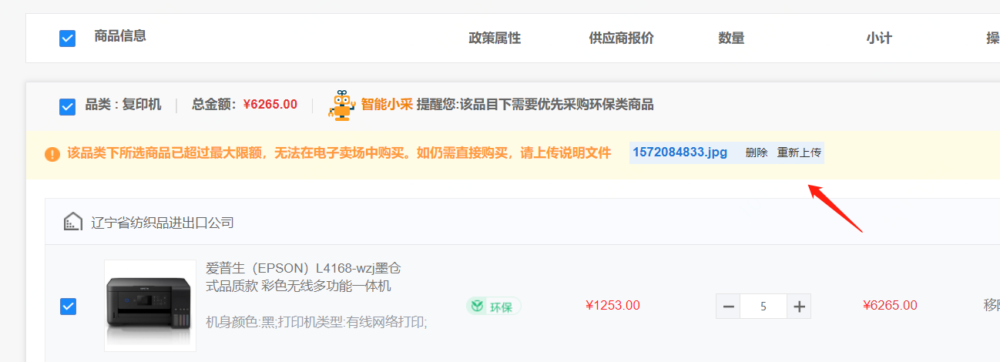 商品信息 政策属性 供应商报价 数量 小计 操
品类 : 复印机 总金额： ¥6265.00 智能小采 提醒您:该品目下需要优先采购环保类商品
该品类下所选商品已超过最大限额，无法在电子卖场中购买。如仍需直接购买，请上传说明文件 1572084833.jpg 删除 重新上传
辽宁省纺织品进出口公司
爱普生（EPSON）L4168-wzj墨仓
式品质款 彩色无线多功能一体机
环保 ¥1253.00 5 ¥6265.00
机身颜色:黑;打印机类型:有线网络打印;